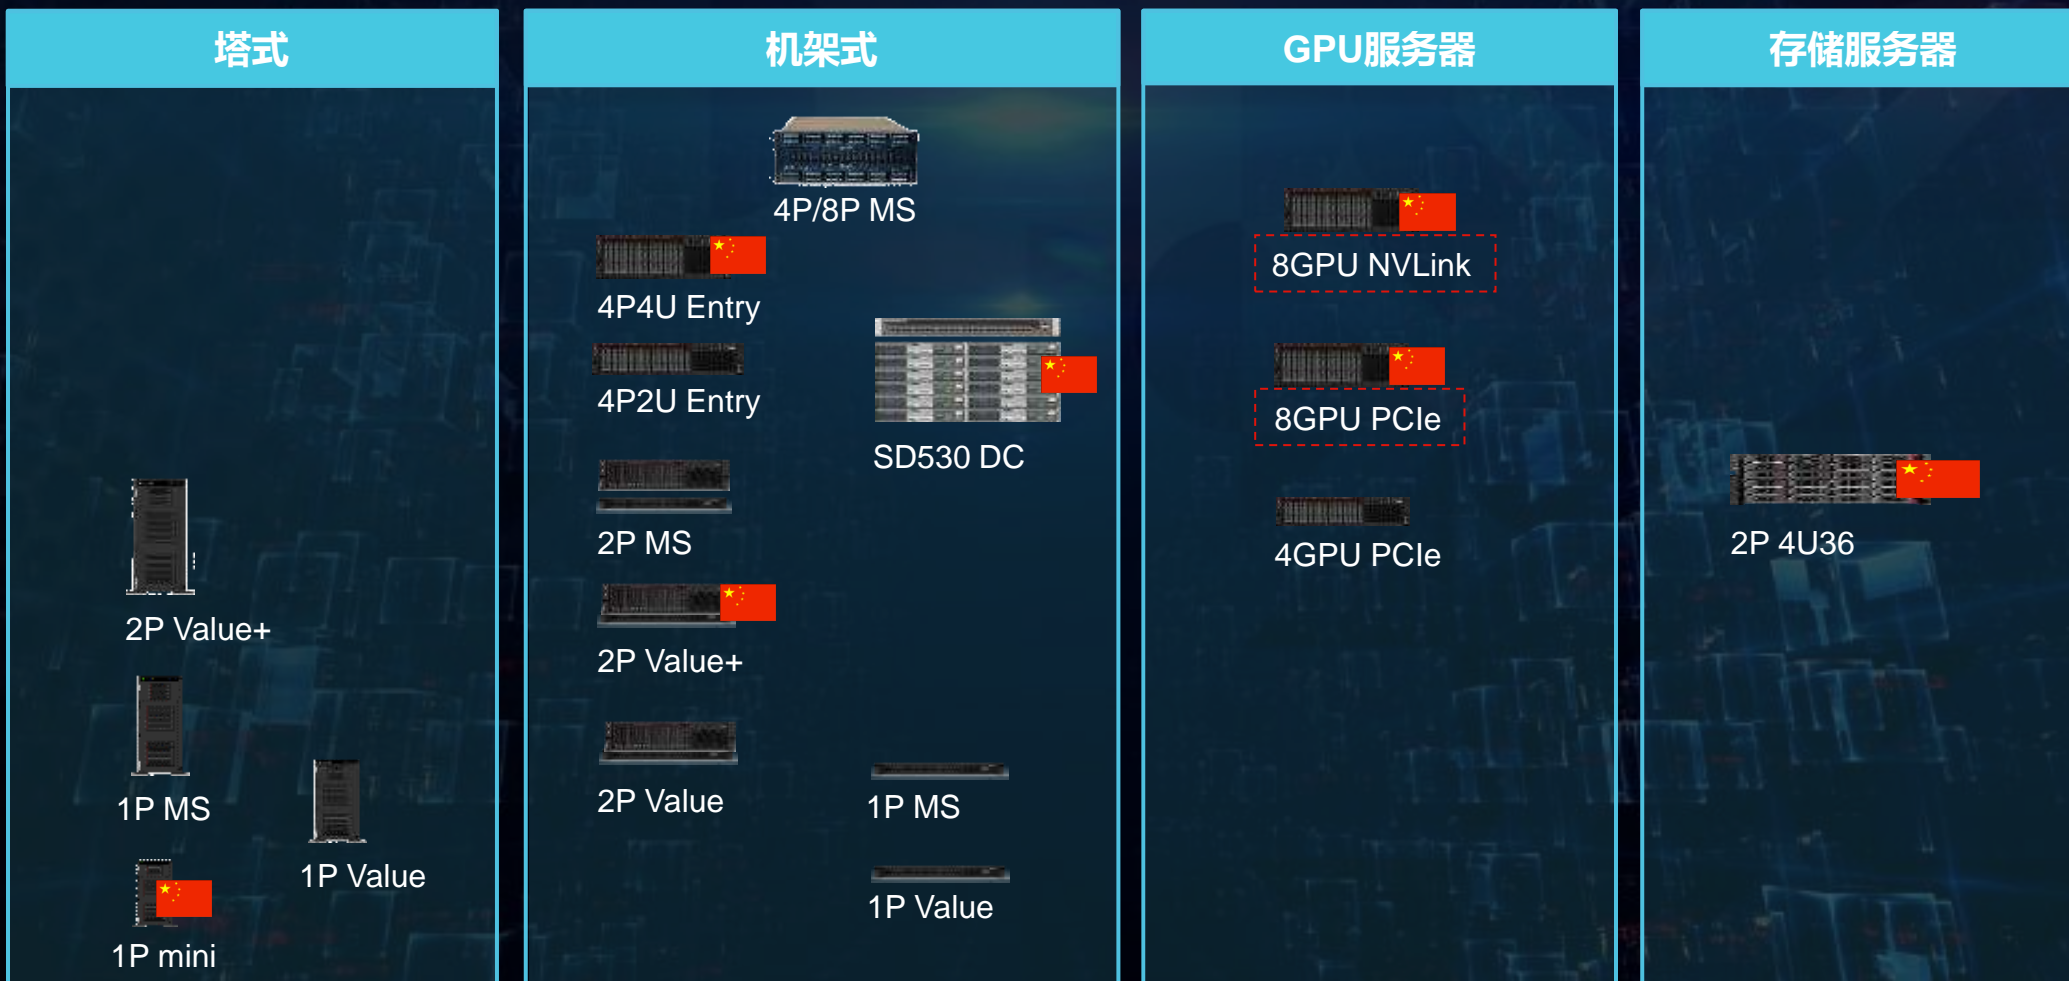 塔式
2P Value+
1P MS
1P Value
1P mini
机架式
4P/8P MS
4P4U Entry
4P2U Entry
SD530 DC
2P MS
2P Value+
2P Value
1P MS
1P Value
GPU服务器
8GPU NVLink
8GPU PCIe
4GPU PCIe
存储服务器
2P 4U36